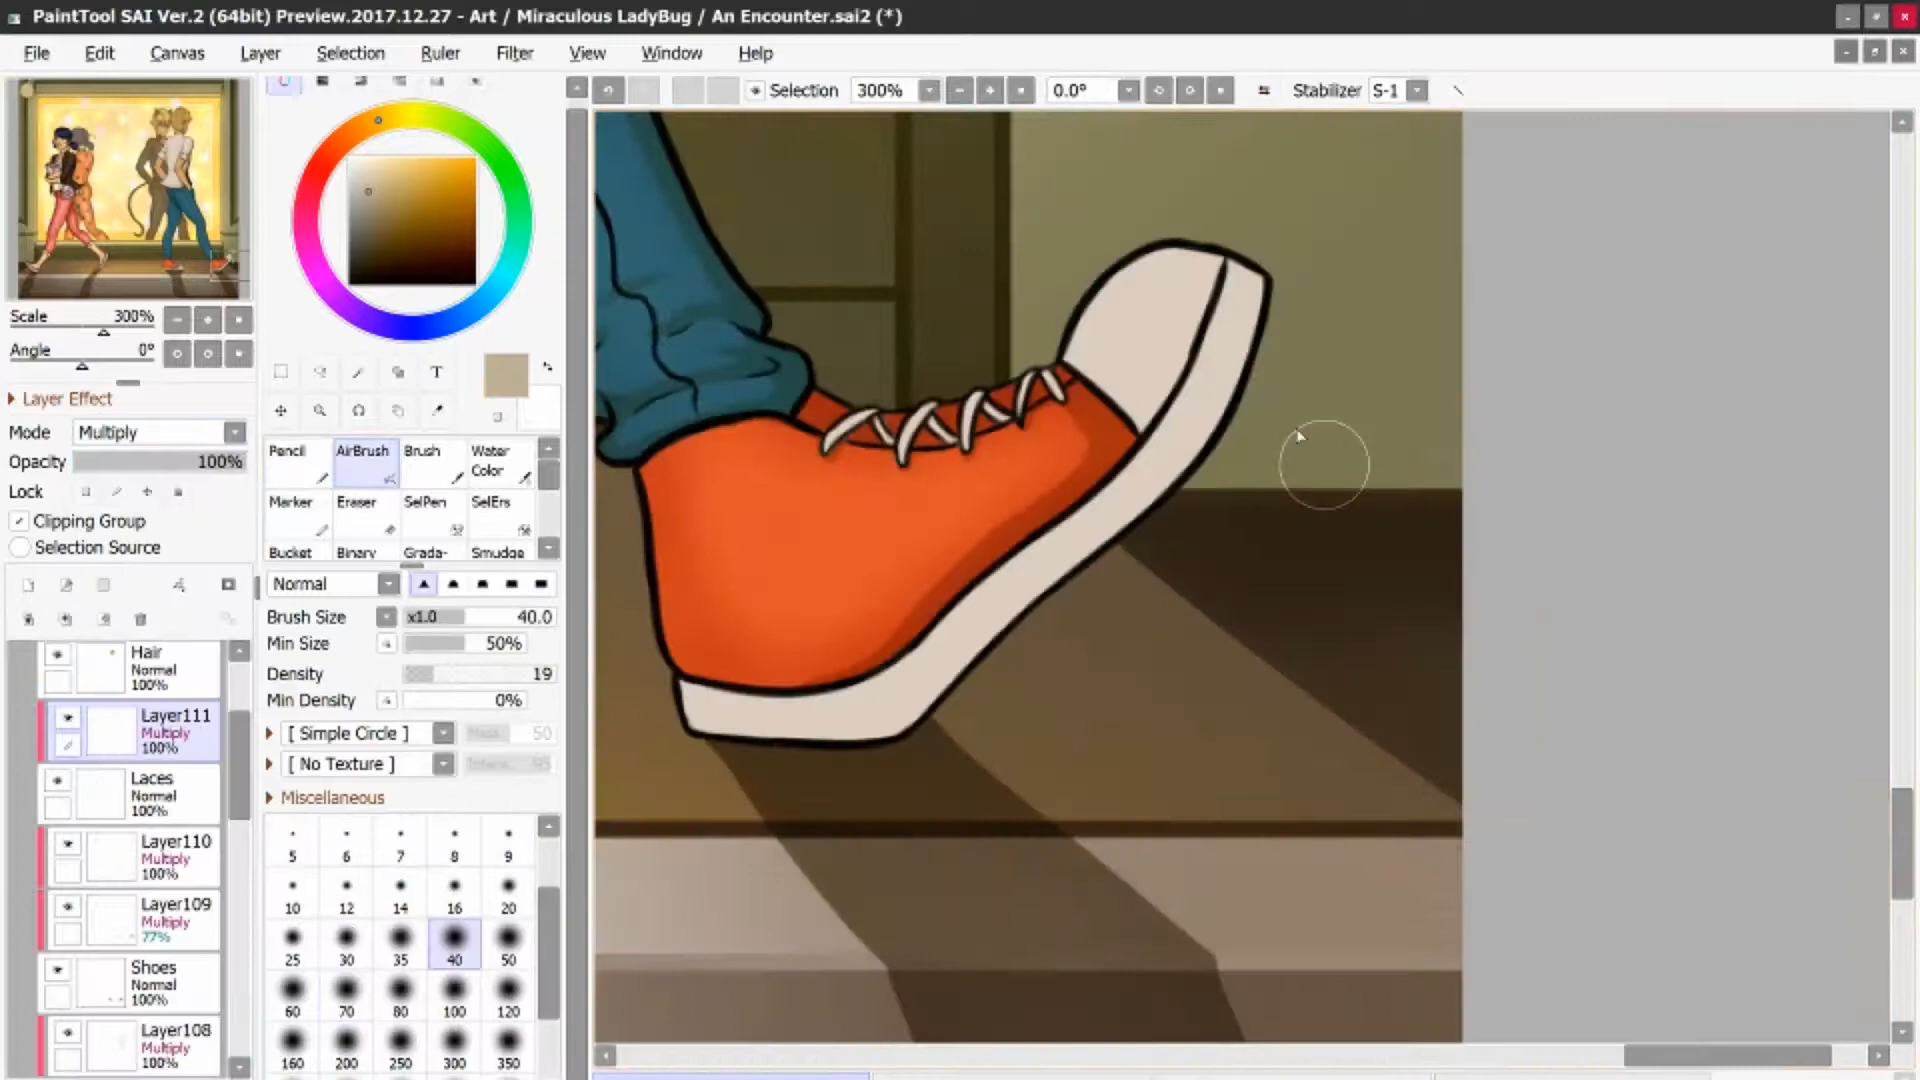 PaintTool SAI Ver.2 (64bit) Preview.2017.12.27 - Art / Miraculous LadyBug / An Encounter.sai2 (*)
File Edit Canvas Layer Selection Ruler Filter View Window Help
Selection 300% 0.0° Stabilizer S-1
Scale 300%
Angle 0°
Layer Effect
Mode Multiply
Opacity 100%
Lock
Clipping Group
Selection Source
Hair
Normal
100%
Layer111
Multiply
100%
Laces
Normal
100%
Layer110
Multiply
100%
Layer109
Multiply
77%
Shoes
Normal
100%
Layer108
Multiply
100%
T
Pencil AirBrush Brush Water Color
Marker Eraser SelPen SelErs
Bucket Binary Grada- Smudge
Normal
Brush Size x1.0 40.0
Min Size 50%
Density 19
Min Density 0%
[ Simple Circle ] 50
[ No Texture ] 95
Miscellaneous
5 6 7 8 9
10 12 14 16 20
25 30 35 40 50
60 70 80 100 120
160 200 250 300 350